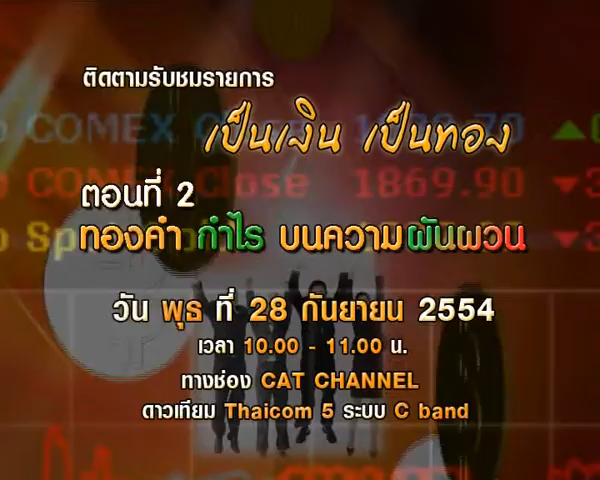 ติดตามรับชมรายการ
เป็นเงิน เป็นทอง
COMEX
COMEX Close 1869.90
ตอนที่ 2
ทองคำ กำไร บนความผันผวน
วัน พุธ ที่ 28 กันยายน 2554
เวลา 10.00 - 11.00 น.
ทางช่อง CAT CHANNEL
ดาวเทียม Thaicom 5 ระบบ C band